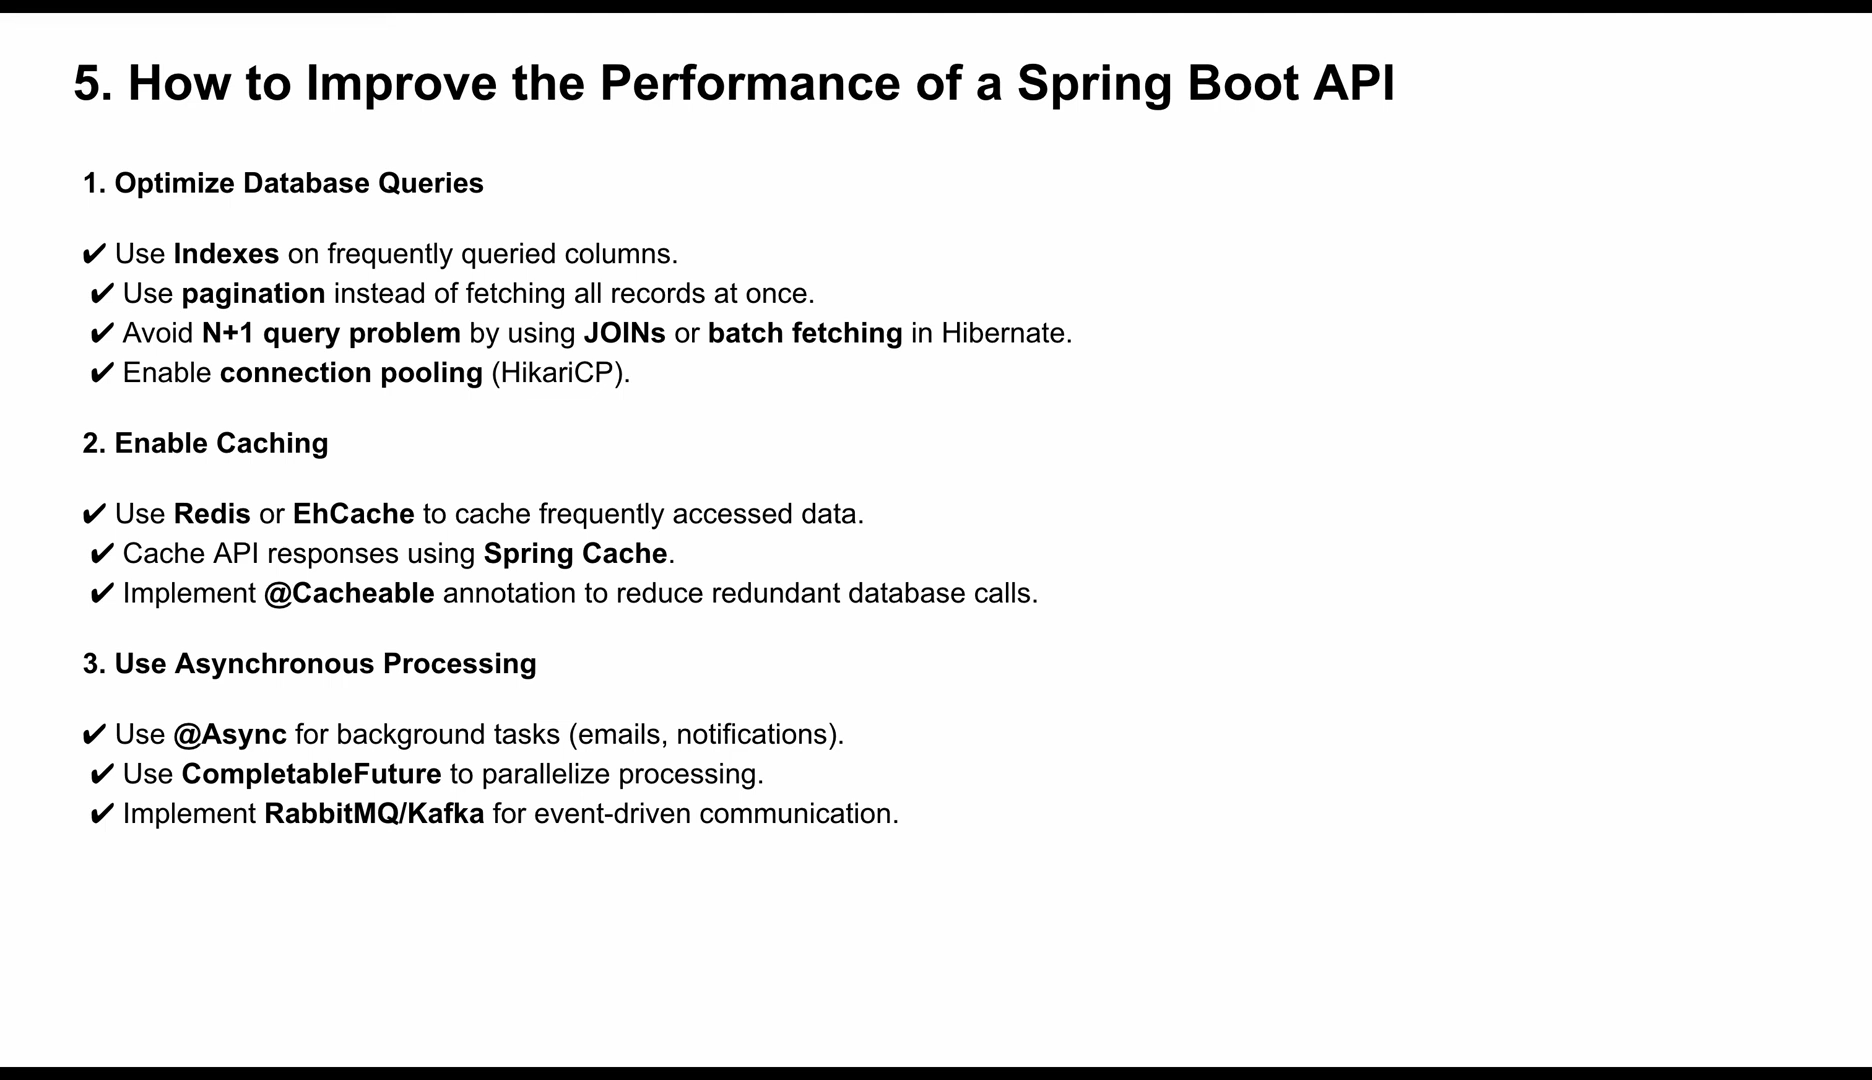 5. How to Improve the Performance of a Spring Boot API
1. Optimize Database Queries
✔ Use Indexes on frequently queried columns.
✔ Use pagination instead of fetching all records at once.
✔ Avoid N+1 query problem by using JOINs or batch fetching in Hibernate.
✔ Enable connection pooling (HikariCP).
2. Enable Caching
✔ Use Redis or EhCache to cache frequently accessed data.
✔ Cache API responses using Spring Cache.
✔ Implement @Cacheable annotation to reduce redundant database calls.
3. Use Asynchronous Processing
✔ Use @Async for background tasks (emails, notifications).
✔ Use CompletableFuture to parallelize processing.
✔ Implement RabbitMQ/Kafka for event-driven communication.